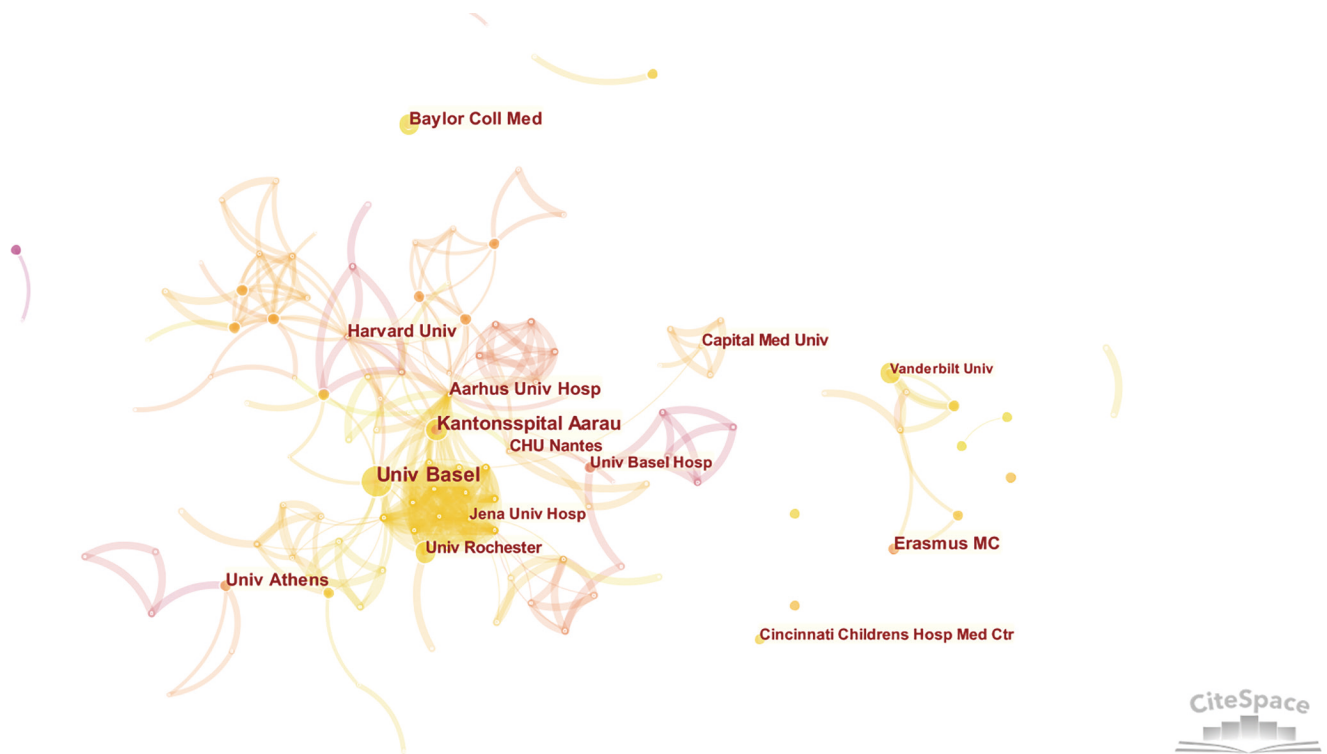 Baylor Coll Med
Harvard Univ
Capital Med Univ
Vanderbilt Univ
Aarhus Univ Hosp
Kantonsspital Aarau
CHU Nantes
Univ Basel Hosp
Univ Basel
Jena Univ Hosp
Univ Rochester
Erasmus MC
Univ Athens
Cincinnati Childrens Hosp Med Ctr
CiteSpace